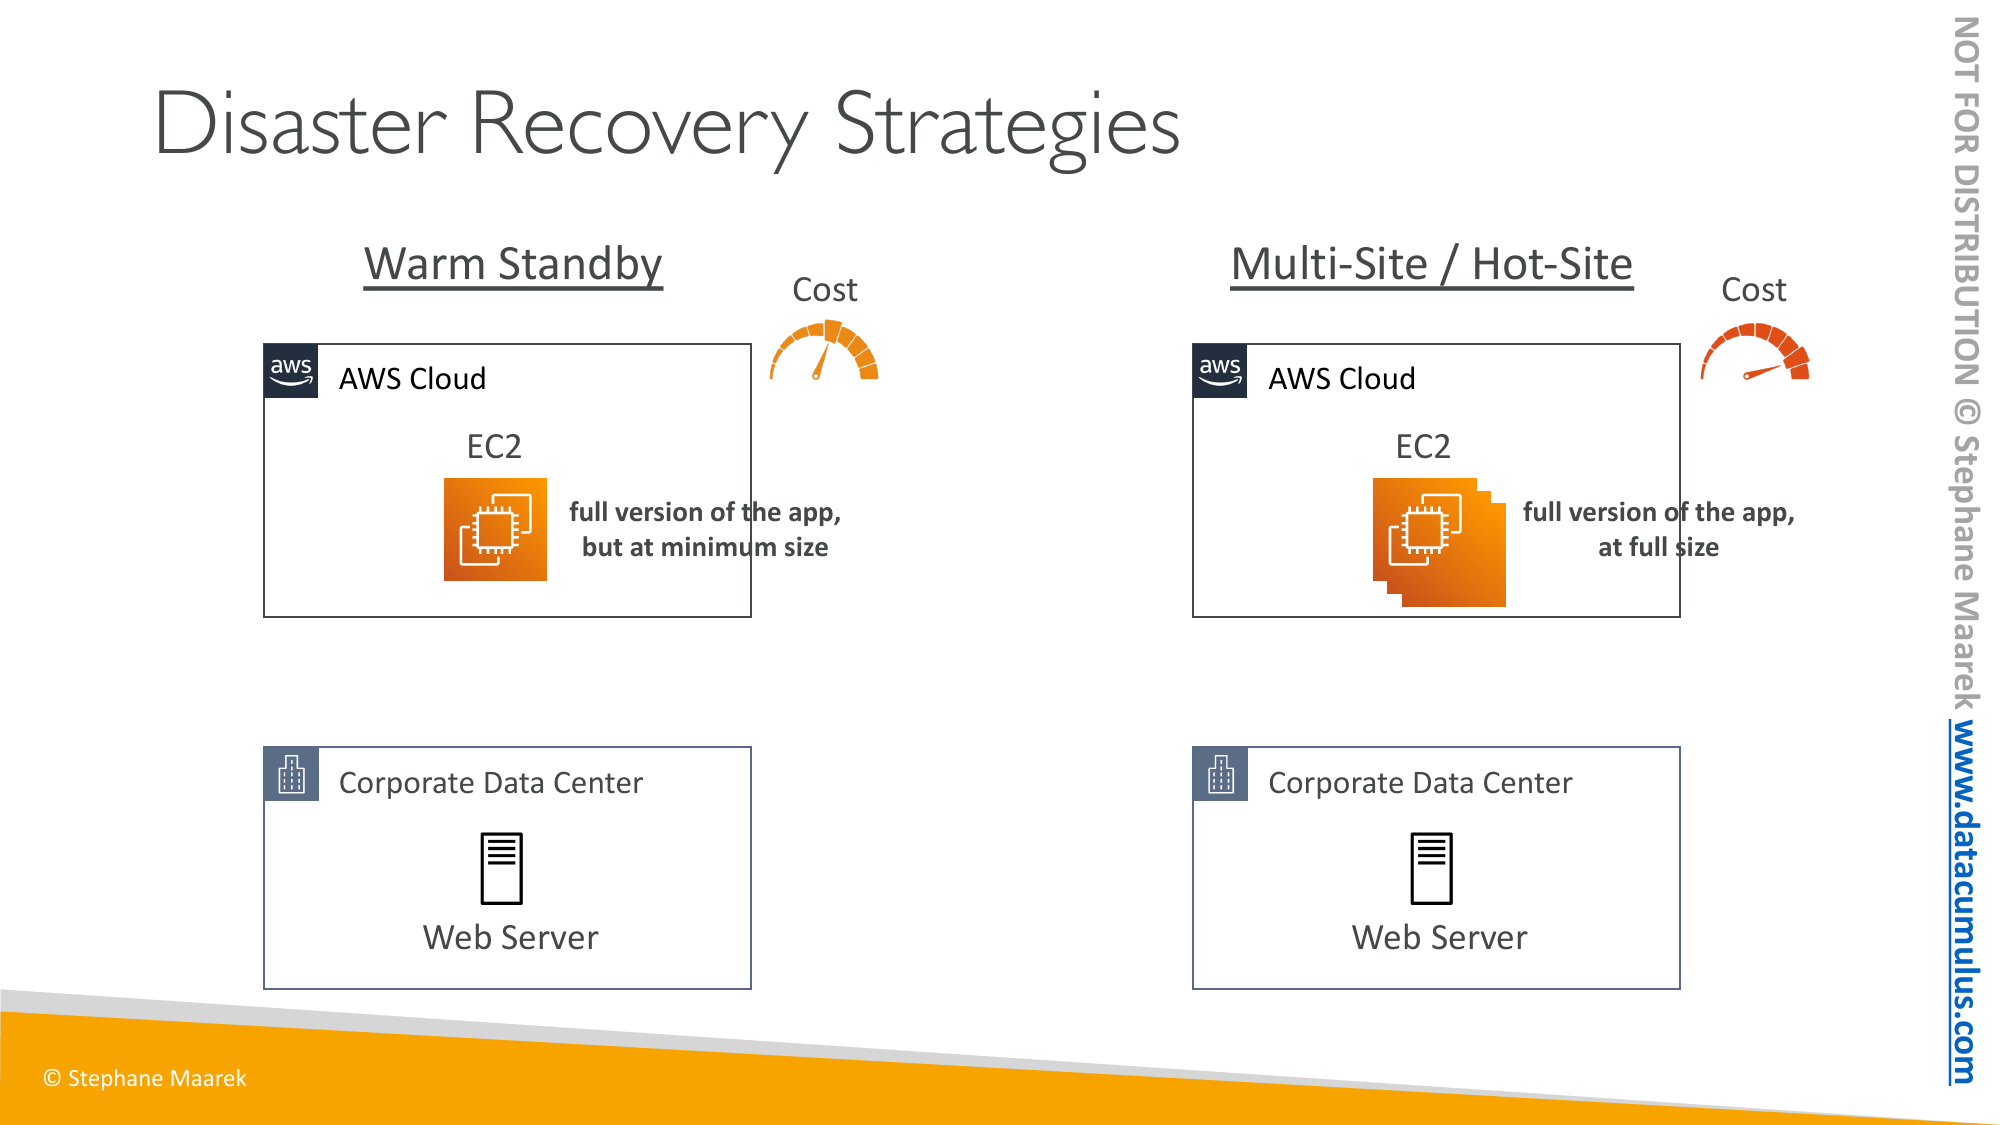 Disaster Recovery Strategies
Warm Standby
Cost
aws
AWS Cloud
EC2
full version of the app,
but at minimum size
Corporate Data Center
Web Server
Multi-Site / Hot-Site
Cost
aws
AWS Cloud
EC2
full version of the app,
at full size
Corporate Data Center
Web Server
© Stephane Maarek
NOT FOR DISTRIBUTION © Stephane Maarek www.datacumulus.com